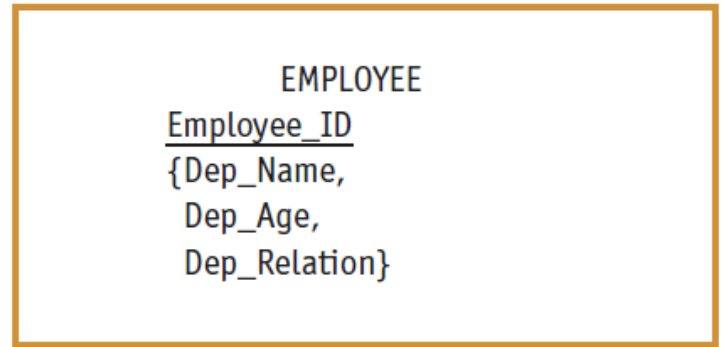 EMPLOYEE
Employee_ID
{Dep_Name,
Dep_Age,
Dep_Relation}